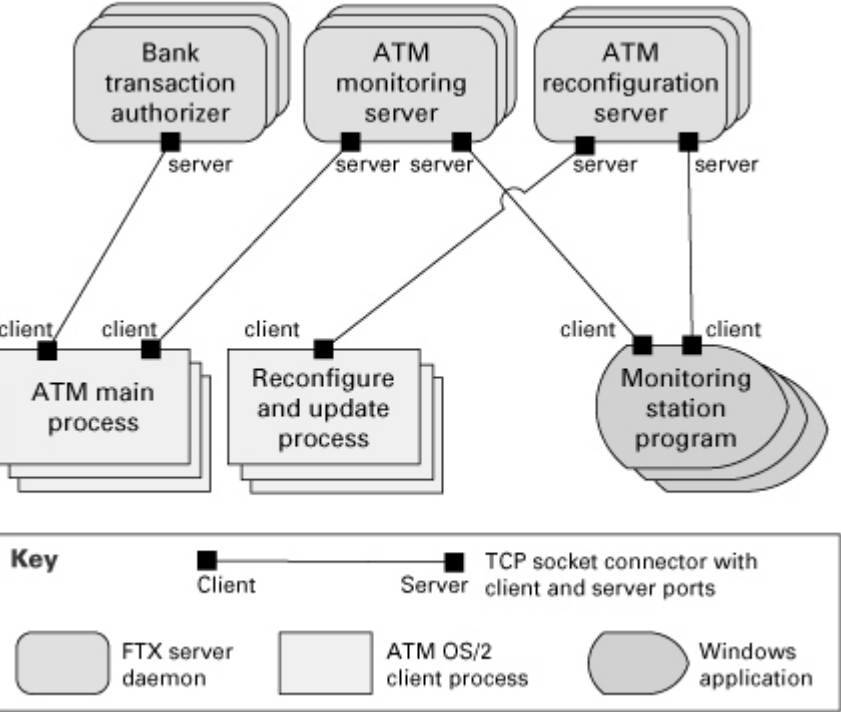 Bank
transaction
authorizer
ATM
monitoring
server
ATM
reconfiguration
server
server
server
server
server
server
client
client
client
client
client
ATM main
process
Reconfigure
and update
process
Monitoring
station
program
Key
Client
Server
TCP socket connector with
client and server ports
FTX server
daemon
ATM OS/2
client process
Windows
application